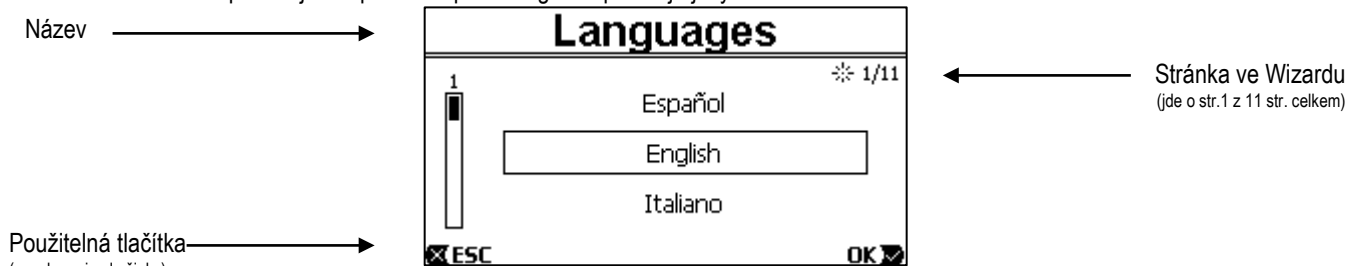 Název
Languages
1
1/11
Español
English
Italiano
ESC
OK
Stránka ve Wizardu
(jde o str.1 z 11 str. celkem)
Použitelná tlačítka